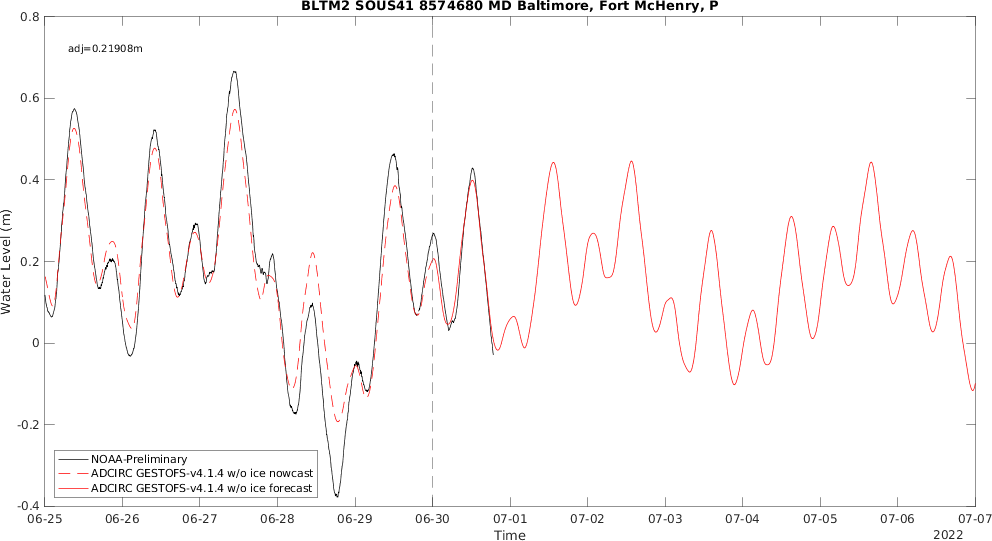 BLTM2 SOUS41 8574680 MD Baltimore, Fort McHenry, P
adj=0.21908m
0.8
0.6
0.4
0.2
0
-0.2
-0.4
Water Level (m)
NOAA-Preliminary
ADCIRC GESTOFS-v4.1.4 w/o ice nowcast
ADCIRC GESTOFS-v4.1.4 w/o ice forecast
06-25 06-26 06-27 06-28 06-29 06-30 07-01 07-02 07-03 07-04 07-05 07-06 07-07
Time
2022